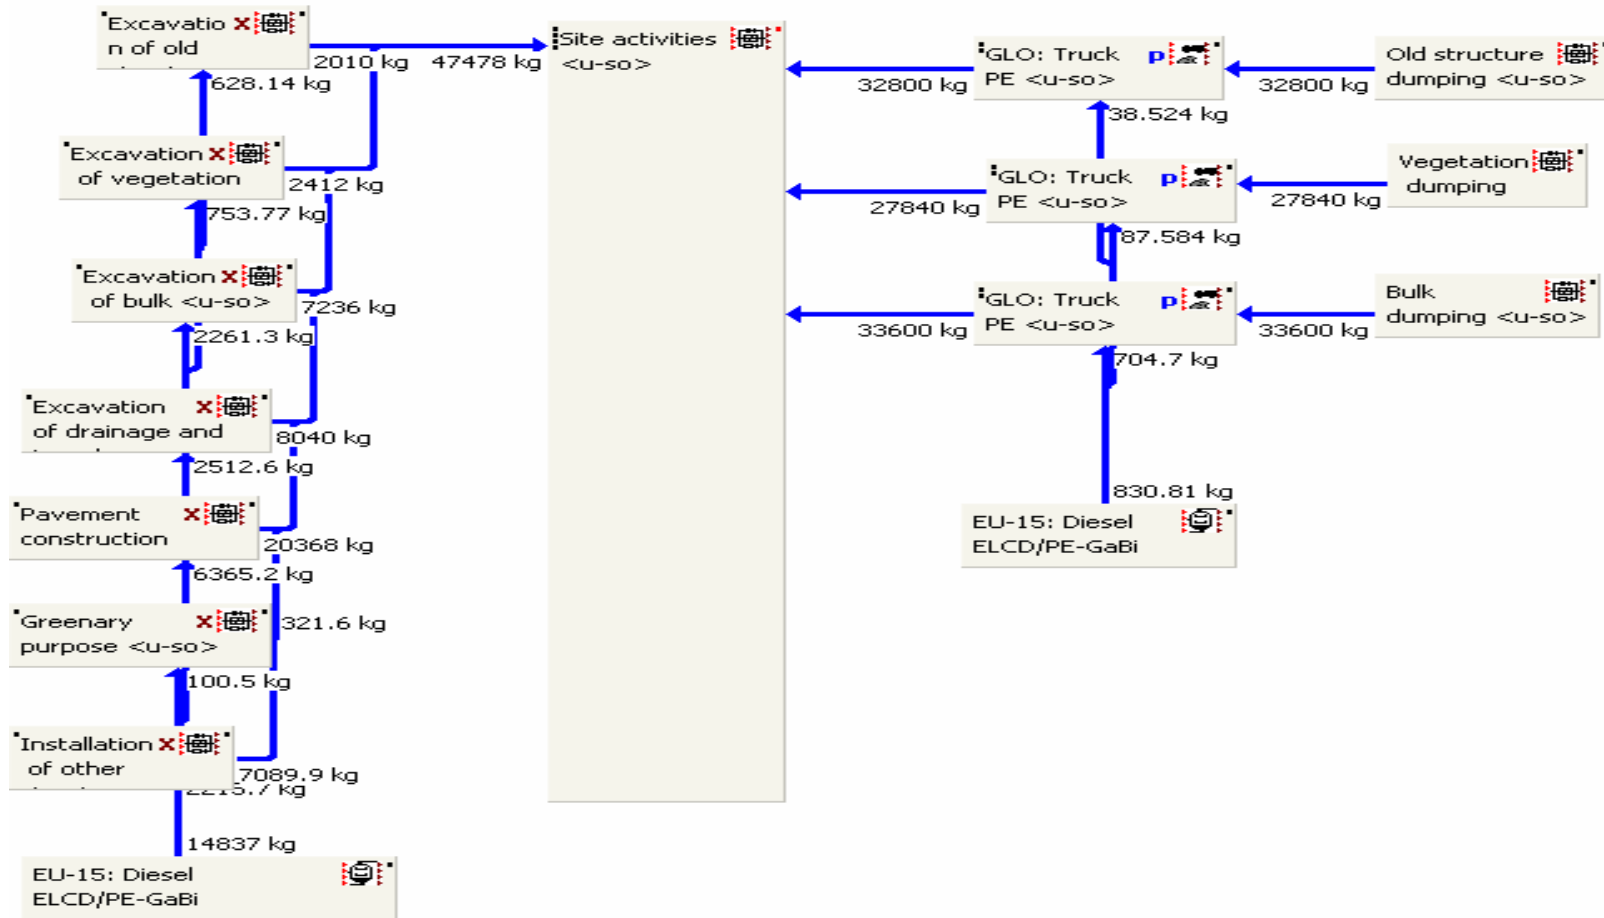 Excavatio x
n of old
2010 kg
47478 kg
628.14 kg
Excavation x
of vegetation
2412 kg
753.77 kg
Excavation x
of bulk <u-so>
7236 kg
2261.3 kg
Excavation x
of drainage and
8040 kg
2512.6 kg
Pavement x
construction
20368 kg
6365.2 kg
Greenary x
purpose <u-so>
321.6 kg
100.5 kg
Installation x
of other
7089.9 kg
kg
14837 kg
EU-15: Diesel
ELCD/PE-GaBi
Site activities
<u-so>
GLO: Truck p
PE <u-so>
32800 kg
32800 kg
Old structure
dumping <u-so>
38.524 kg
GLO: Truck p
PE <u-so>
27840 kg
27840 kg
Vegetation
dumping
87.584 kg
GLO: Truck p
PE <u-so>
33600 kg
33600 kg
Bulk
dumping <u-so>
704.7 kg
830.81 kg
EU-15: Diesel
ELCD/PE-GaBi